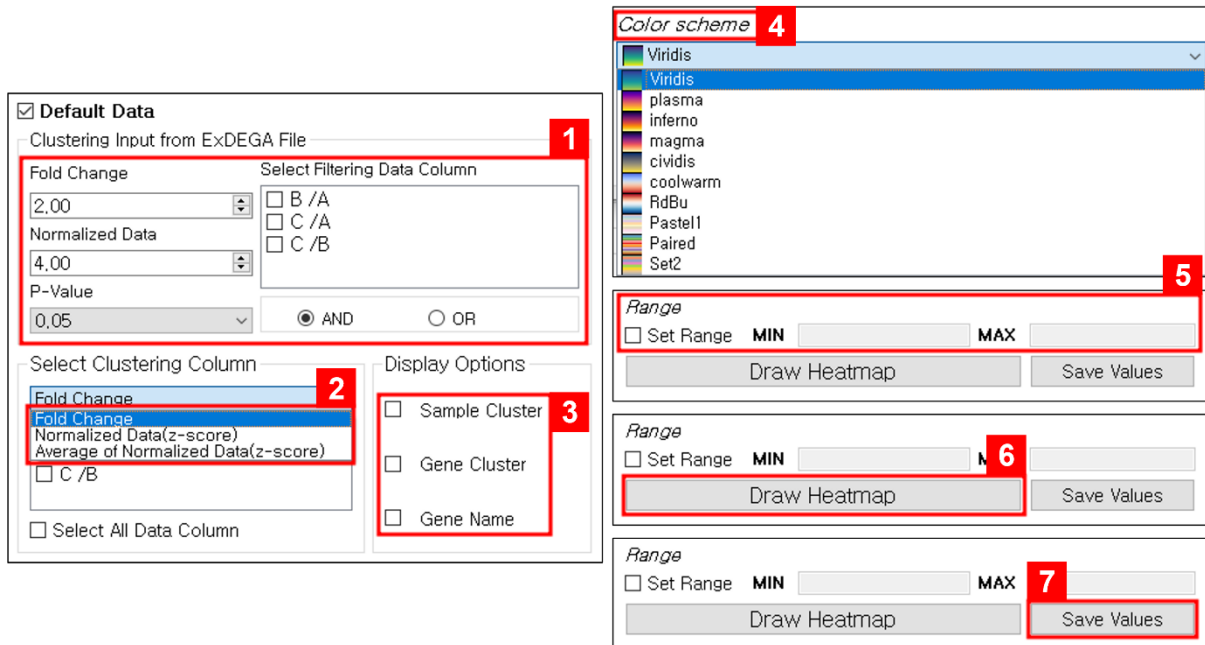 Default Data
Clustering Input from ExDEGA File
1
Fold Change
Select Filtering Data Column
2,00
B /A
C /A
C /B
Normalized Data
4,00
P-Value
0,05
AND
OR
Select Clustering Column
2
Fold Change
Fold Change
Normalized Data(z-score)
Average of Normalized Data(z-score)
C /B
Select All Data Column
Display Options
3
Sample Cluster
Gene Cluster
Gene Name
Color scheme
4
Viridis
Viridis
plasma
inferno
magma
cividis
coolwarm
RdBu
Pastel1
Paired
Set2
5
Range
Set Range MIN MAX
Draw Heatmap Save Values
Range
Set Range MIN
6
Draw Heatmap Save Values
Range
Set Range MIN MAX
7
Draw Heatmap Save Values